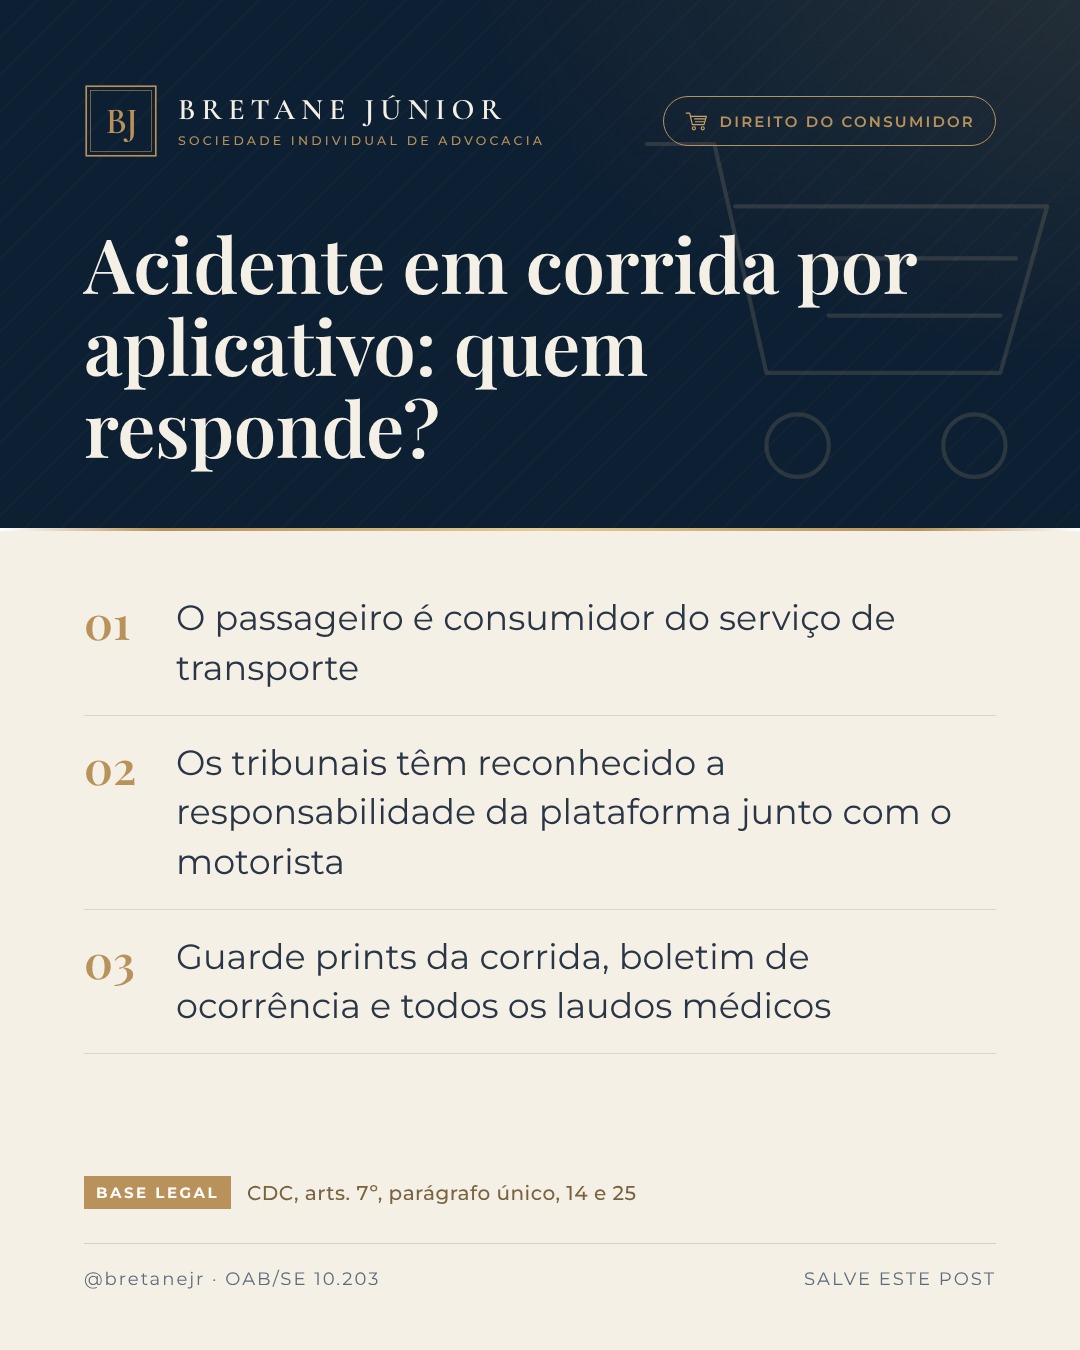 BJ
BRETANE JÚNIOR
SOCIEDADE INDIVIDUAL DE ADVOCACIA
DIREITO DO CONSUMIDOR
Acidente em corrida por
aplicativo: quem
responde?
01
O passageiro é consumidor do serviço de
transporte
02
Os tribunais têm reconhecido a
responsabilidade da plataforma junto com o
motorista
03
Guarde prints da corrida, boletim de
ocorrência e todos os laudos médicos
BASE LEGAL
CDC, arts. 7º, parágrafo único, 14 e 25
@bretanejr · OAB/SE 10.203
SALVE ESTE POST